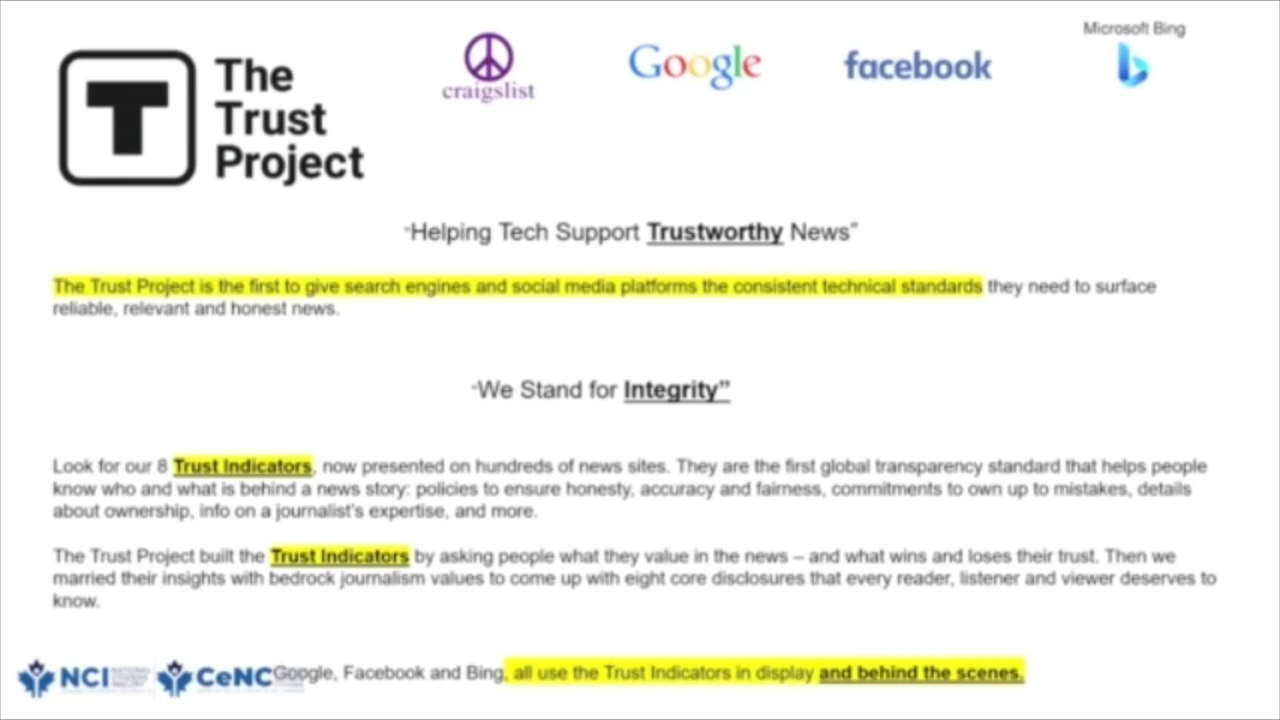 The
Trust
Project
craigslist
Google
facebook
Microsoft Bing
"Helping Tech Support Trustworthy News"
The Trust Project is the first to give search engines and social media platforms the consistent technical standards they need to surface
reliable, relevant and honest news.
"We Stand for Integrity"
Look for our 8 Trust Indicators, now presented on hundreds of news sites. They are the first global transparency standard that helps people
know who and what is behind a news story: policies to ensure honesty, accuracy and fairness, commitments to own up to mistakes, details
about ownership, info on a journalist's expertise, and more.
The Trust Project built the Trust Indicators by asking people what they value in the news – and what wins and loses their trust. Then we
married their insights with bedrock journalism values to come up with eight core disclosures that every reader, listener and viewer deserves to
know.
NCI CeNC Google, Facebook and Bing, all use the Trust Indicators in display and behind the scenes.